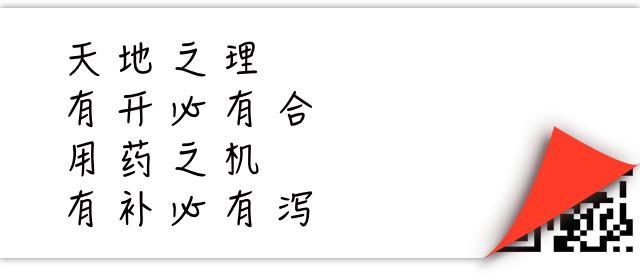 天地之理
有开必有合
用药之机
有补必有泻